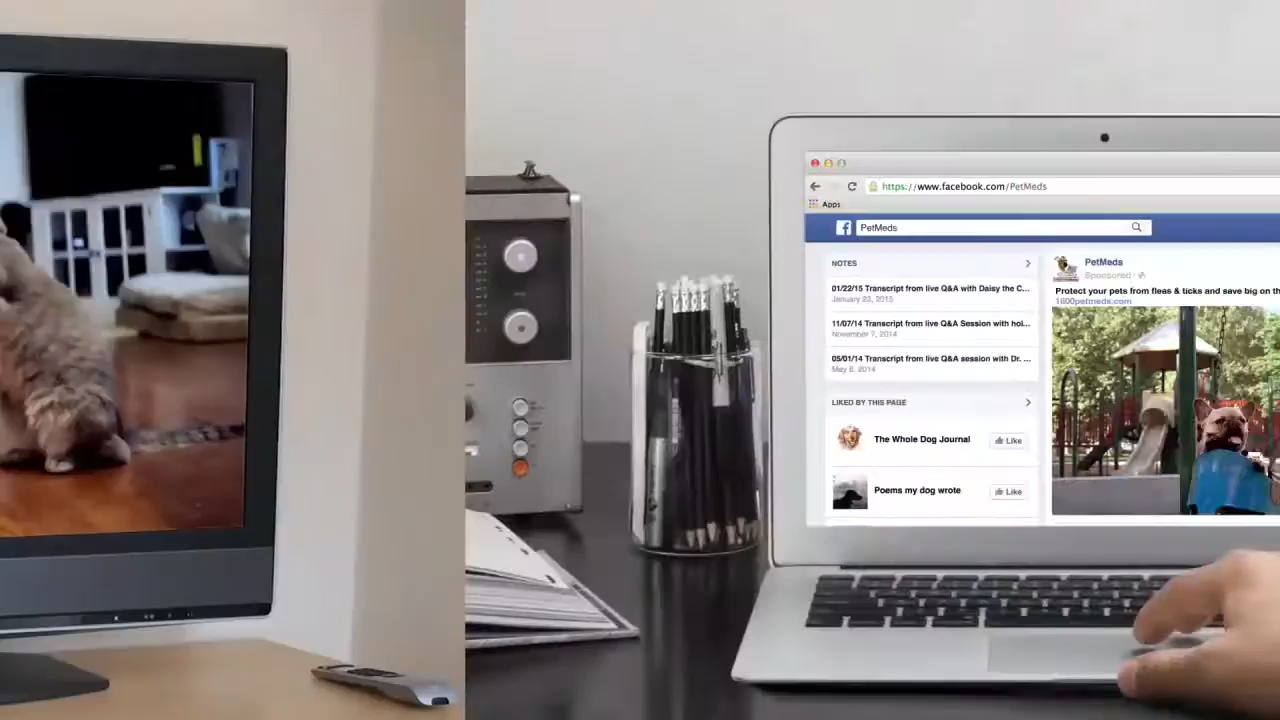 https://www.facebook.com/PetMeds
Apps
PetMeds
NOTES
01/22/15 Transcript from live Q&A with Daisy the C...
January 23, 2015
11/07/14 Transcript from live Q&A Session with hol...
November 7, 2014
05/01/14 Transcript from live Q&A session with Dr. ...
May 6, 2014
LIKED BY THIS PAGE
The Whole Dog Journal
Like
Poems my dog wrote
Like
PetMeds
Sponsored
Protect your pets from fleas & ticks and save big on th
1800petmeds.com